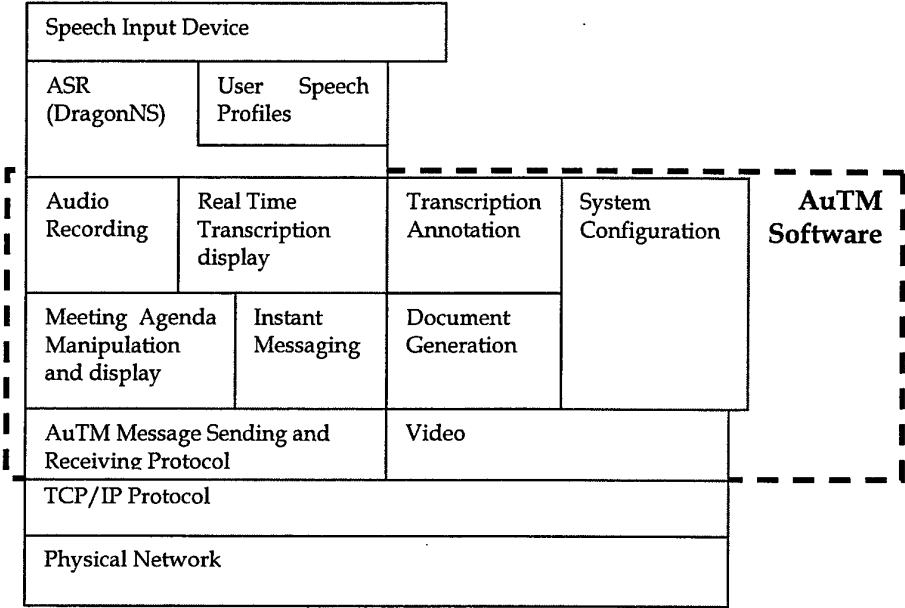 Speech Input Device
ASR
(DragonNS)
User Speech
Profiles
Audio
Recording
Real Time
Transcription
display
Transcription
Annotation
System
Configuration
AuTM
Software
Meeting Agenda
Manipulation
and display
Instant
Messaging
Document
Generation
AuTM Message Sending and
Receiving Protocol
Video
TCP/IP Protocol
Physical Network